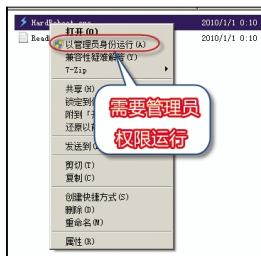 2010/1/1 0:10
打开(O)
Read
2010/1/1 0:10
以管理员身份运行(A)
兼容性疑难解答(Y)
7-Zip
共享(H)
锁定到
附到「
还原以前
发送到(
剪切(T)
复制(C)
创建快捷方式(S)
删除(D)
重命名(M)
属性(R)
需要管理员
权限运行